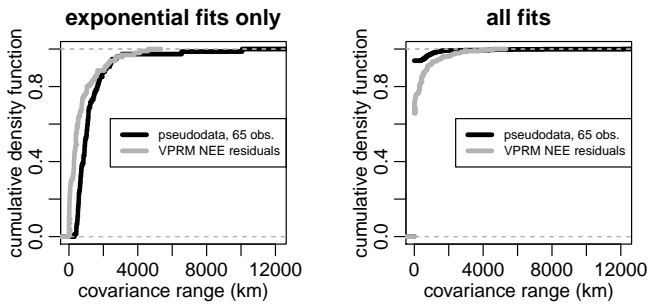 exponential fits only
cumulative density function
0.0 0.4 0.8
pseudodata, 65 obs.
VPRM NEE residuals
0 4000 8000 12000
covariance range (km)
all fits
cumulative density function
0.0 0.4 0.8
pseudodata, 65 obs.
VPRM NEE residuals
0 4000 8000 12000
covariance range (km)